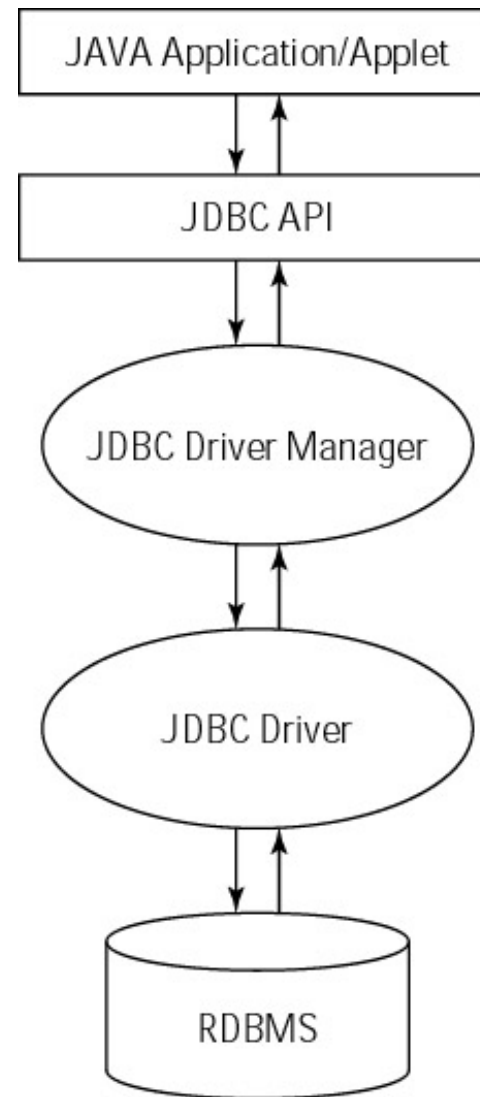 JAVA Application/Applet
JDBC API
JDBC Driver Manager
JDBC Driver
RDBMS